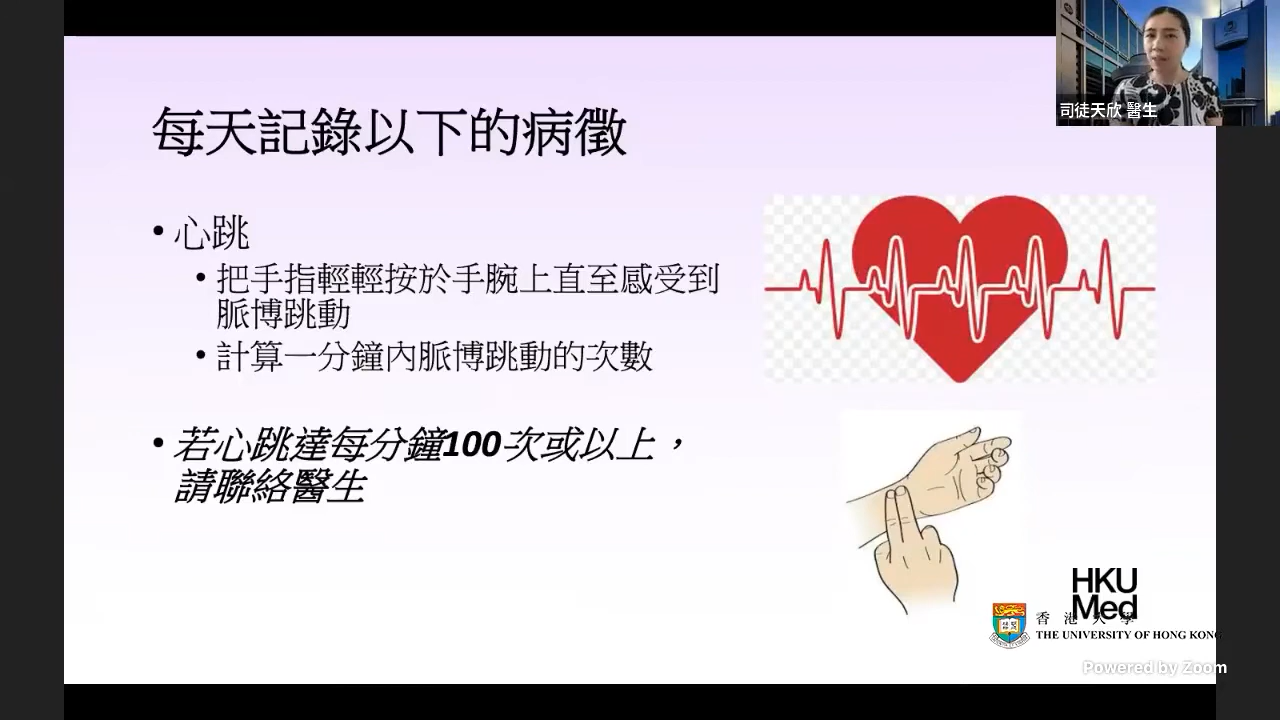 司徒天欣 醫生
每天記錄以下的病徵
• 心跳
• 把手指輕輕按於手腕上直至感受到
脈博跳動
• 計算一分鐘內脈博跳動的次數
• 若心跳達每分鐘100次或以上，
請聯絡醫生
HKU
Med
香港大學
THE UNIVERSITY OF HONG KONG
Powered by Zoom